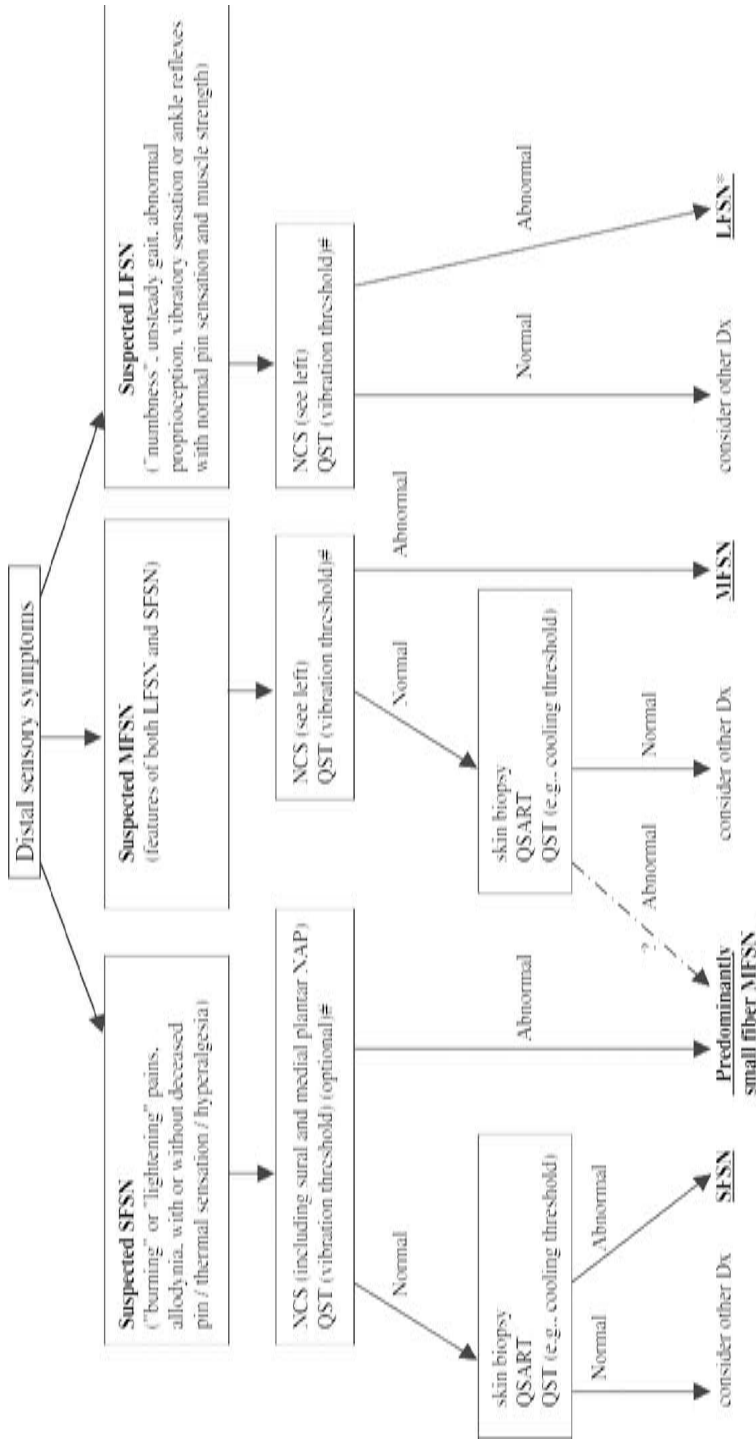 Distal sensory symptoms
Suspected SFSN
("burning" or "lightening" pains,
allodynia, with or without deceased
pin / thermal sensation / hyperalgesia)
NCS (including sural and medial plantar NAP)
QST (vibration threshold) (optional)#
Normal
Abnormal
skin biopsy
QSART
QST (e.g., cooling threshold)
Normal
Abnormal
consider other Dx
SFSN
Predominantly
small fiber MFSN
Suspected MFSN
(features of both LFSN and SFSN)
NCS (see left)
QST (vibration threshold)#
Normal
Abnormal
skin biopsy
QSART
QST (e.g., cooling threshold)
?
Abnormal
Normal
consider other Dx
MFSN
Suspected LFSN
("numbness", unsteady gait, abnormal
proprioception, vibratory sensation or ankle reflexes
with normal pin sensation and muscle strength)
NCS (see left)
QST (vibration threshold)#
Normal
Abnormal
consider other Dx
LFSN*